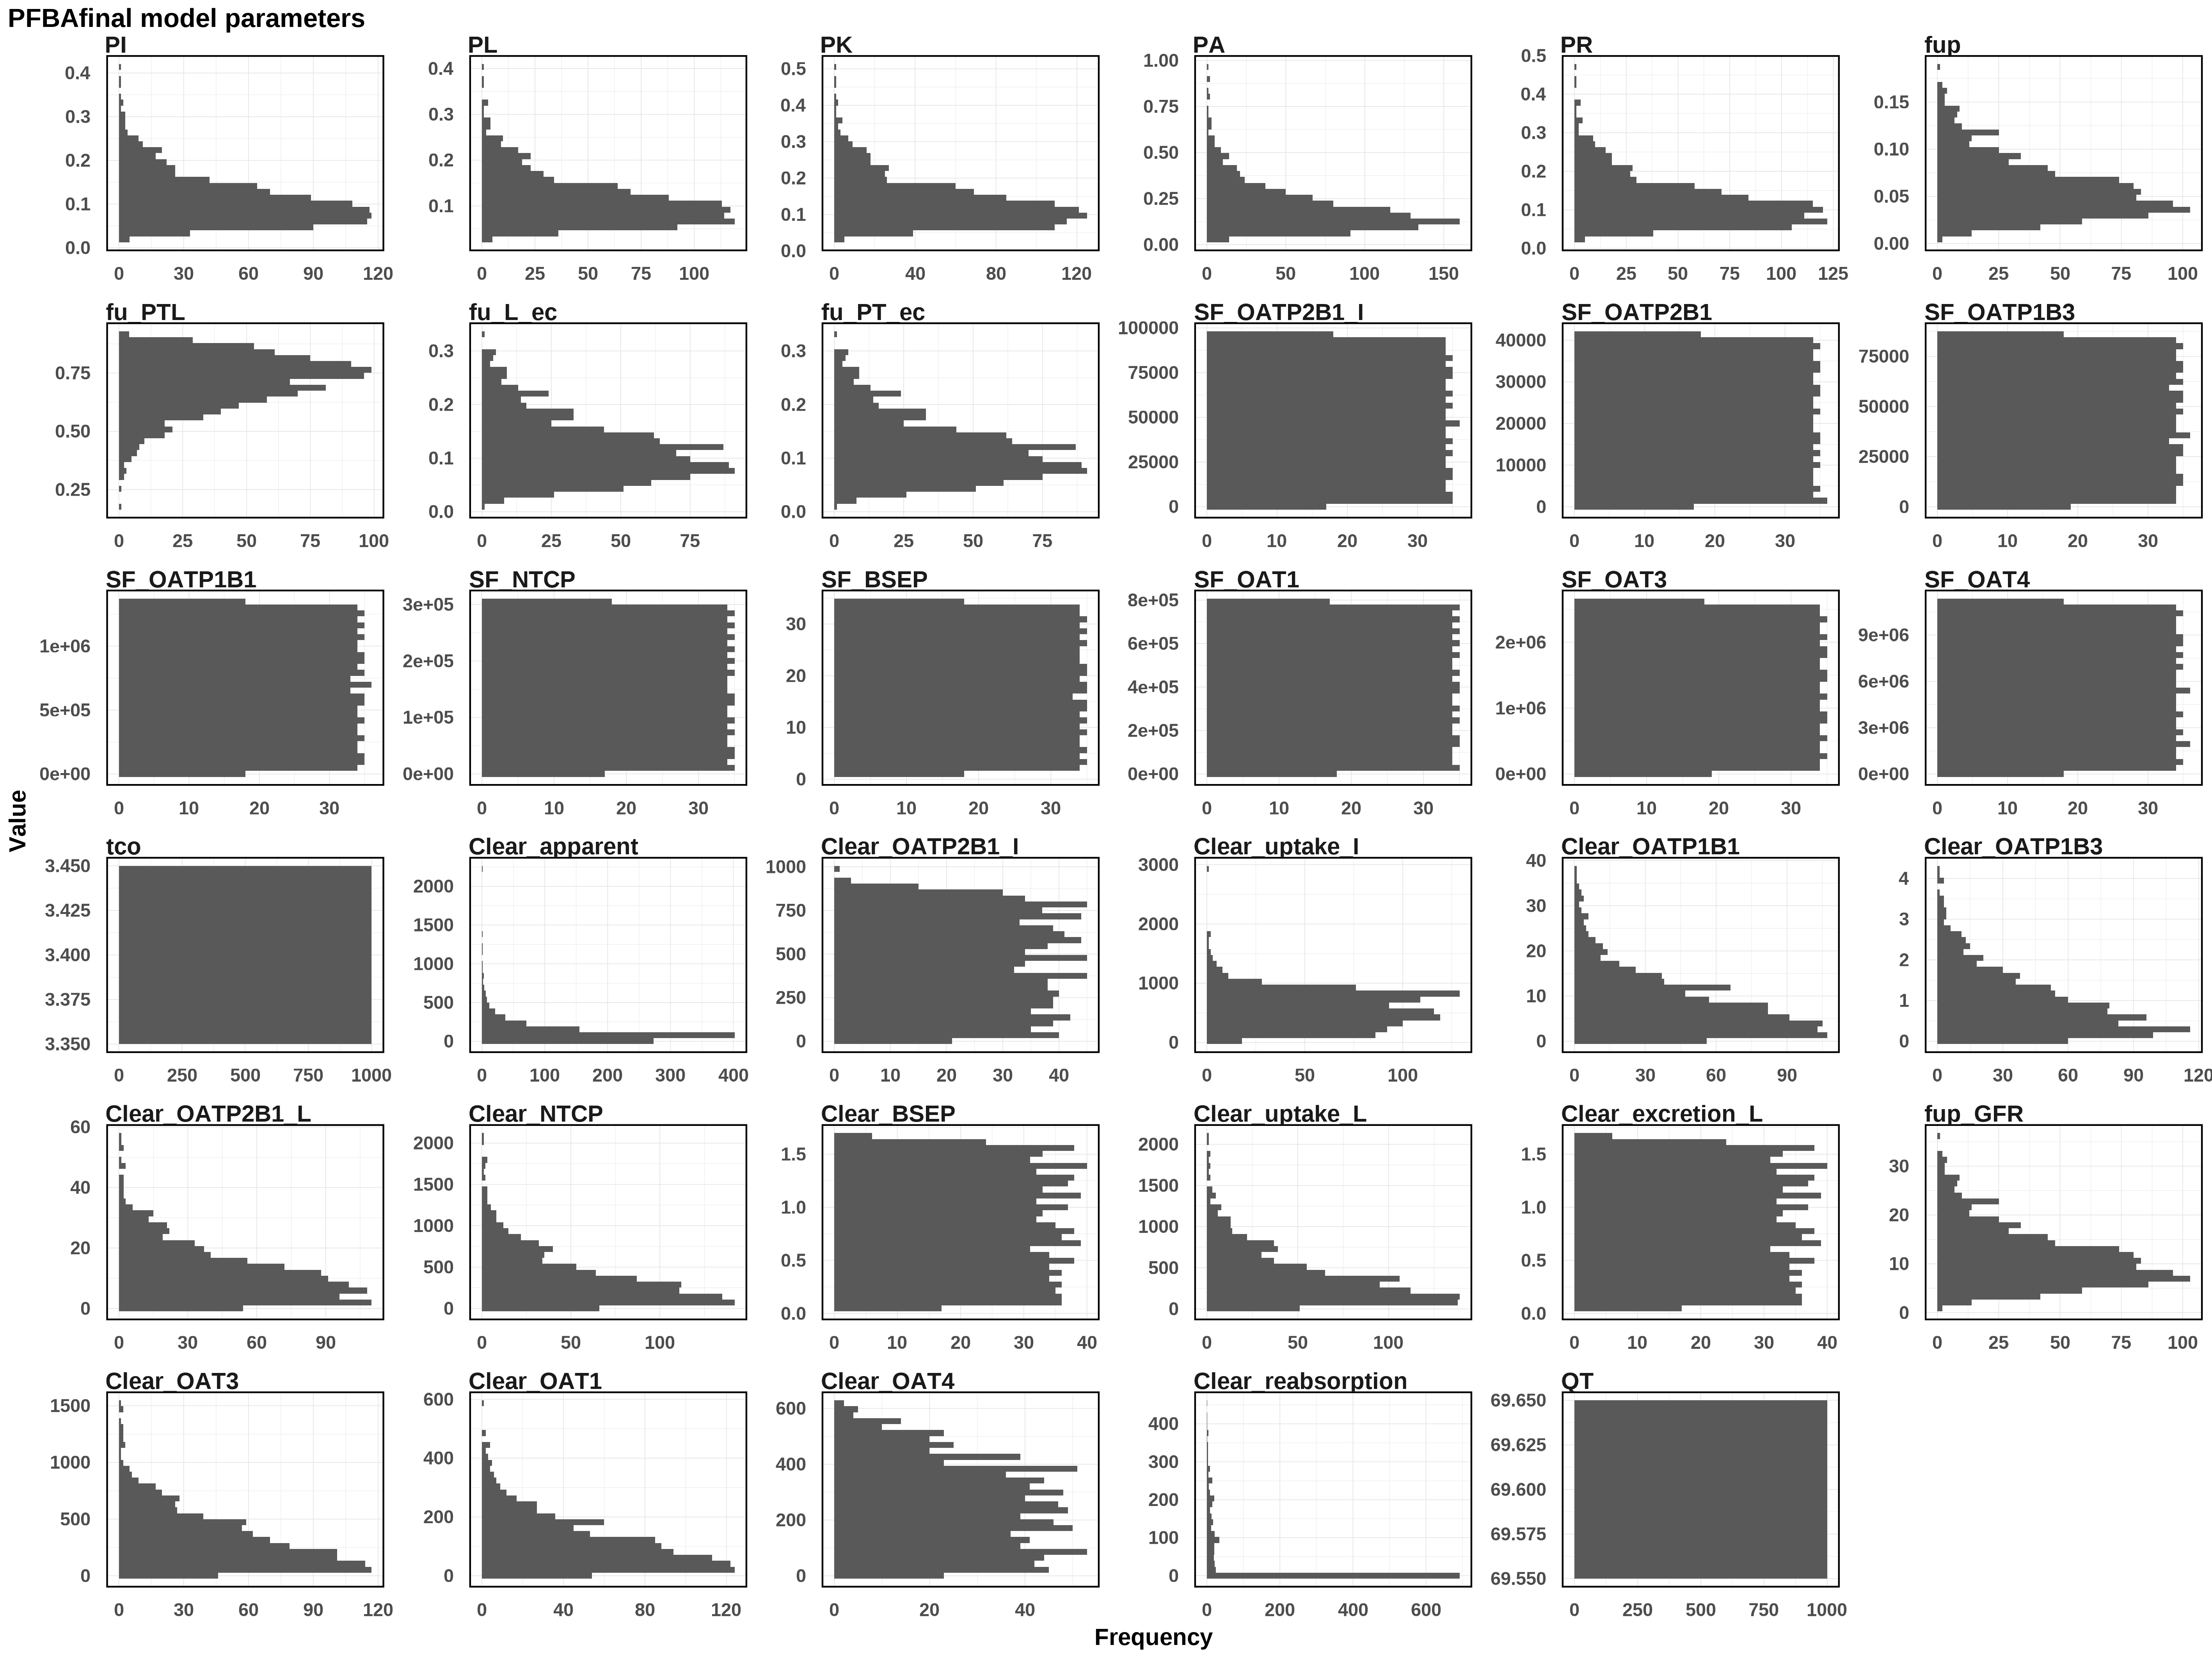 PFBAfinal model parameters
PI PL PK PA PR fup
0.4 0.3 0.2 0.1 0.0
0 30 60 90 120
0.4 0.3 0.2 0.1
0 25 50 75 100
0.5 0.4 0.3 0.2 0.1 0.0
0 40 80 120
1.00 0.75 0.50 0.25 0.00
0 50 100 150
0.5 0.4 0.3 0.2 0.1 0.0
0 25 50 75 100 125
0.15 0.10 0.05 0.00
0 25 50 75 100
fu_PTL fu_L_ec fu_PT_ec SF_OATP2B1_I SF_OATP2B1 SF_OATP1B3
0.75 0.50 0.25
0 25 50 75 100
0.3 0.2 0.1 0.0
0 25 50 75
0.3 0.2 0.1 0.0
0 25 50 75
100000 75000 50000 25000 0
0 10 20 30
40000 30000 20000 10000 0
0 10 20 30
75000 50000 25000 0
0 10 20 30
SF_OATP1B1 SF_NTCP SF_BSEP SF_OAT1 SF_OAT3 SF_OAT4
1e+06 5e+05 0e+00
0 10 20 30
3e+05 2e+05 1e+05 0e+00
0 10 20 30
30 20 10 0
0 10 20 30
8e+05 6e+05 4e+05 2e+05 0e+00
0 10 20 30
2e+06 1e+06 0e+00
0 10 20 30
9e+06 6e+06 3e+06 0e+00
0 10 20 30
Value
tco Clear_apparent Clear_OATP2B1_I Clear_uptake_I Clear_OATP1B1 Clear_OATP1B3
3.450 3.425 3.400 3.375 3.350
0 250 500 750 1000
2000 1500 1000 500 0
0 100 200 300 400
1000 750 500 250 0
0 10 20 30 40
3000 2000 1000 0
0 50 100
40 30 20 10 0
0 30 60 90
4 3 2 1 0
0 30 60 90 120
Clear_OATP2B1_L Clear_NTCP Clear_BSEP Clear_uptake_L Clear_excretion_L fup_GFR
60 40 20 0
0 30 60 90
2000 1500 1000 500 0
0 50 100
1.5 1.0 0.5 0.0
0 10 20 30 40
2000 1500 1000 500 0
0 50 100
1.5 1.0 0.5 0.0
0 10 20 30 40
30 20 10 0
0 25 50 75 100
Clear_OAT3 Clear_OAT1 Clear_OAT4 Clear_reabsorption QT
1500 1000 500 0
0 30 60 90 120
600 400 200 0
0 40 80 120
600 400 200 0
0 20 40
400 300 200 100 0
0 200 400 600
69.650 69.625 69.600 69.575 69.550
0 250 500 750 1000
Frequency